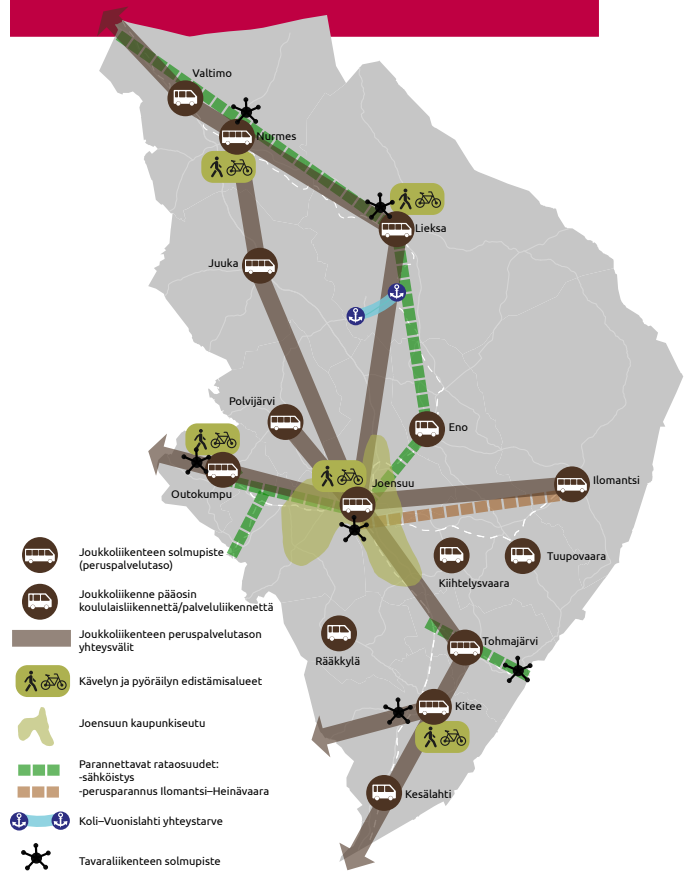 Valtimo
Nurmes
Lieksa
Juuka
Polvijärvi
Eno
Joensuu
Ilomantsi
Outokumpu
Kiihtelysvaara
Tuupovaara
Rääkkylä
Tohmajärvi
Kitee
Kesälahti
Joukkoliikenteen solmupiste
(peruspalvelutaso)
Joukkoliikenne pääosin
koululaisliikennettä/palveluliikennettä
Joukkoliikenteen peruspalvelutason
yhteysvälit
Kävelyn ja pyöräilyn edistämisalueet
Joensuun kaupunkiseutu
Parannettavat rataosuudet:
-sähköistys
-perusparannus Ilomantsi–Heinävaara
Koli–Vuonislahti yhteystarve
Tavaraliikenteen solmupiste